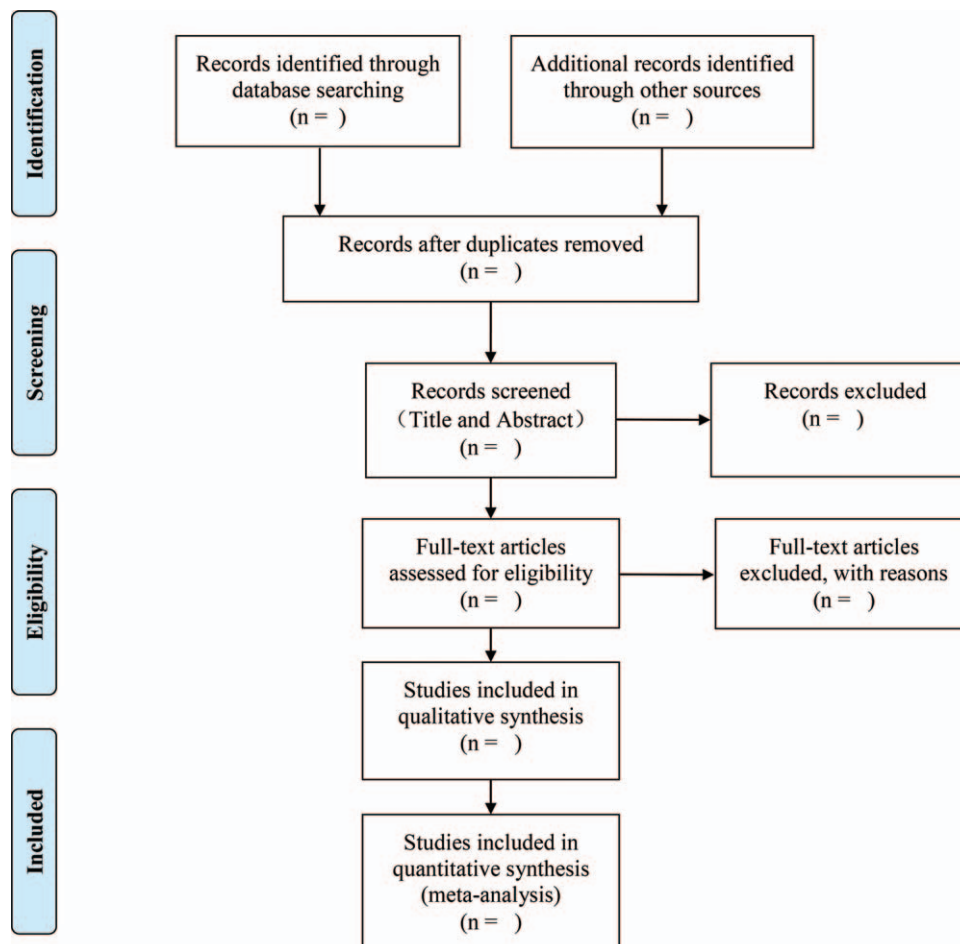 Identification
Records identified through
database searching
(n =   )
Additional records identified
through other sources
(n =   )
Records after duplicates removed
(n =   )
Screening
Records screened
（Title and Abstract）
(n =   )
Records excluded
(n =   )
Eligibility
Full-text articles
assessed for eligibility
(n =   )
Full-text articles
excluded, with reasons
(n =   )
Studies included in
qualitative synthesis
(n =   )
Included
Studies included in
quantitative synthesis
(meta-analysis)
(n =   )